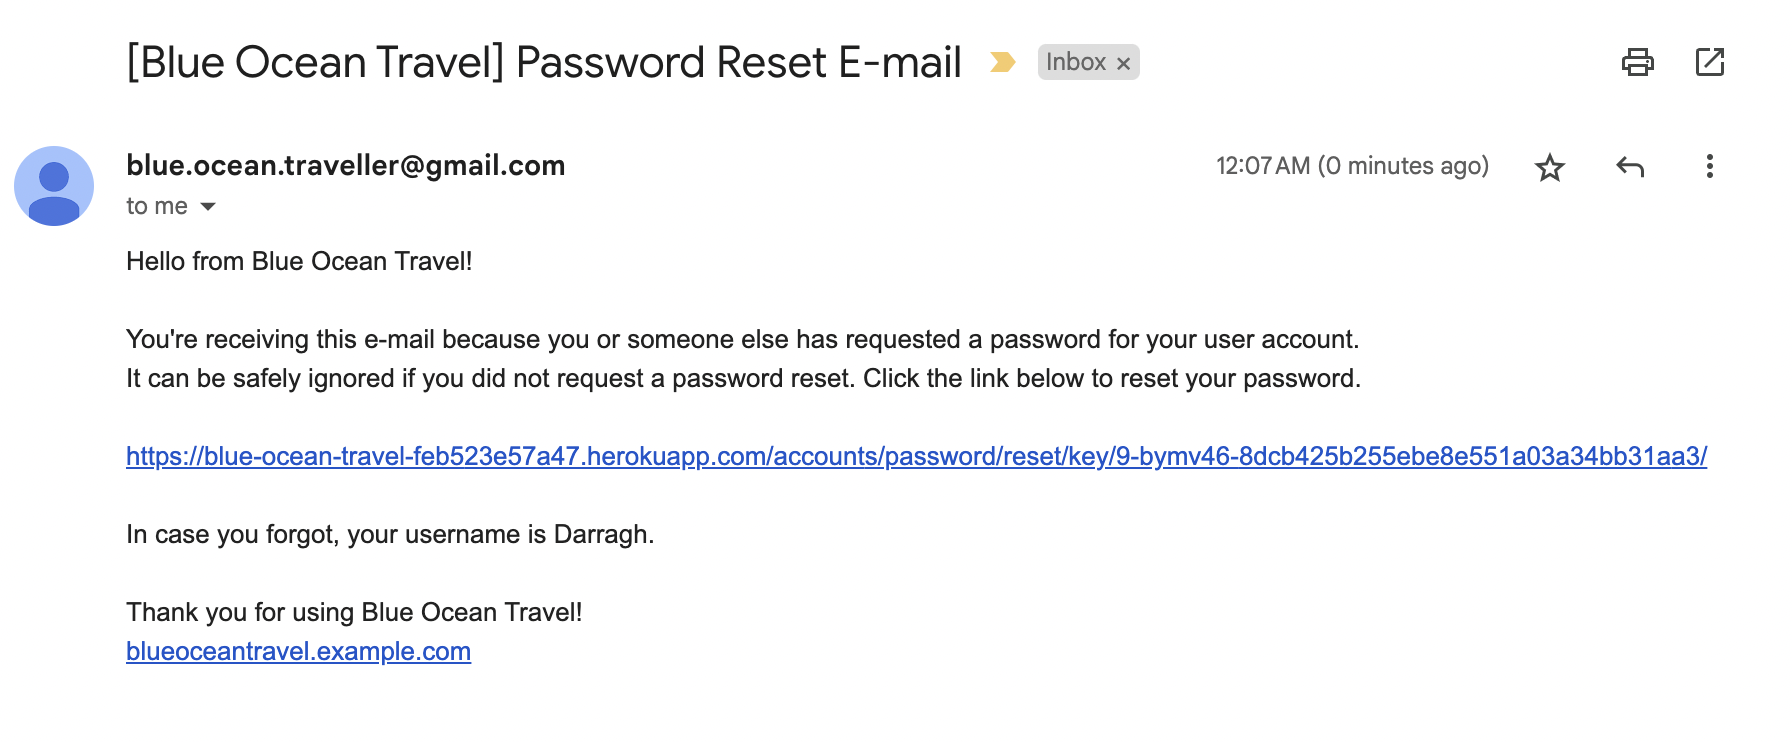 [Blue Ocean Travel] Password Reset E-mail Inbox ×
blue.ocean.traveller@gmail.com 12:07 AM (0 minutes ago)
to me
Hello from Blue Ocean Travel!
You're receiving this e-mail because you or someone else has requested a password for your user account.
It can be safely ignored if you did not request a password reset. Click the link below to reset your password.
https://blue-ocean-travel-feb523e57a47.herokuapp.com/accounts/password/reset/key/9-bymv46-8dcb425b255ebe8e551a03a34bb31aa3/
In case you forgot, your username is Darragh.
Thank you for using Blue Ocean Travel!
blueoceantravel.example.com